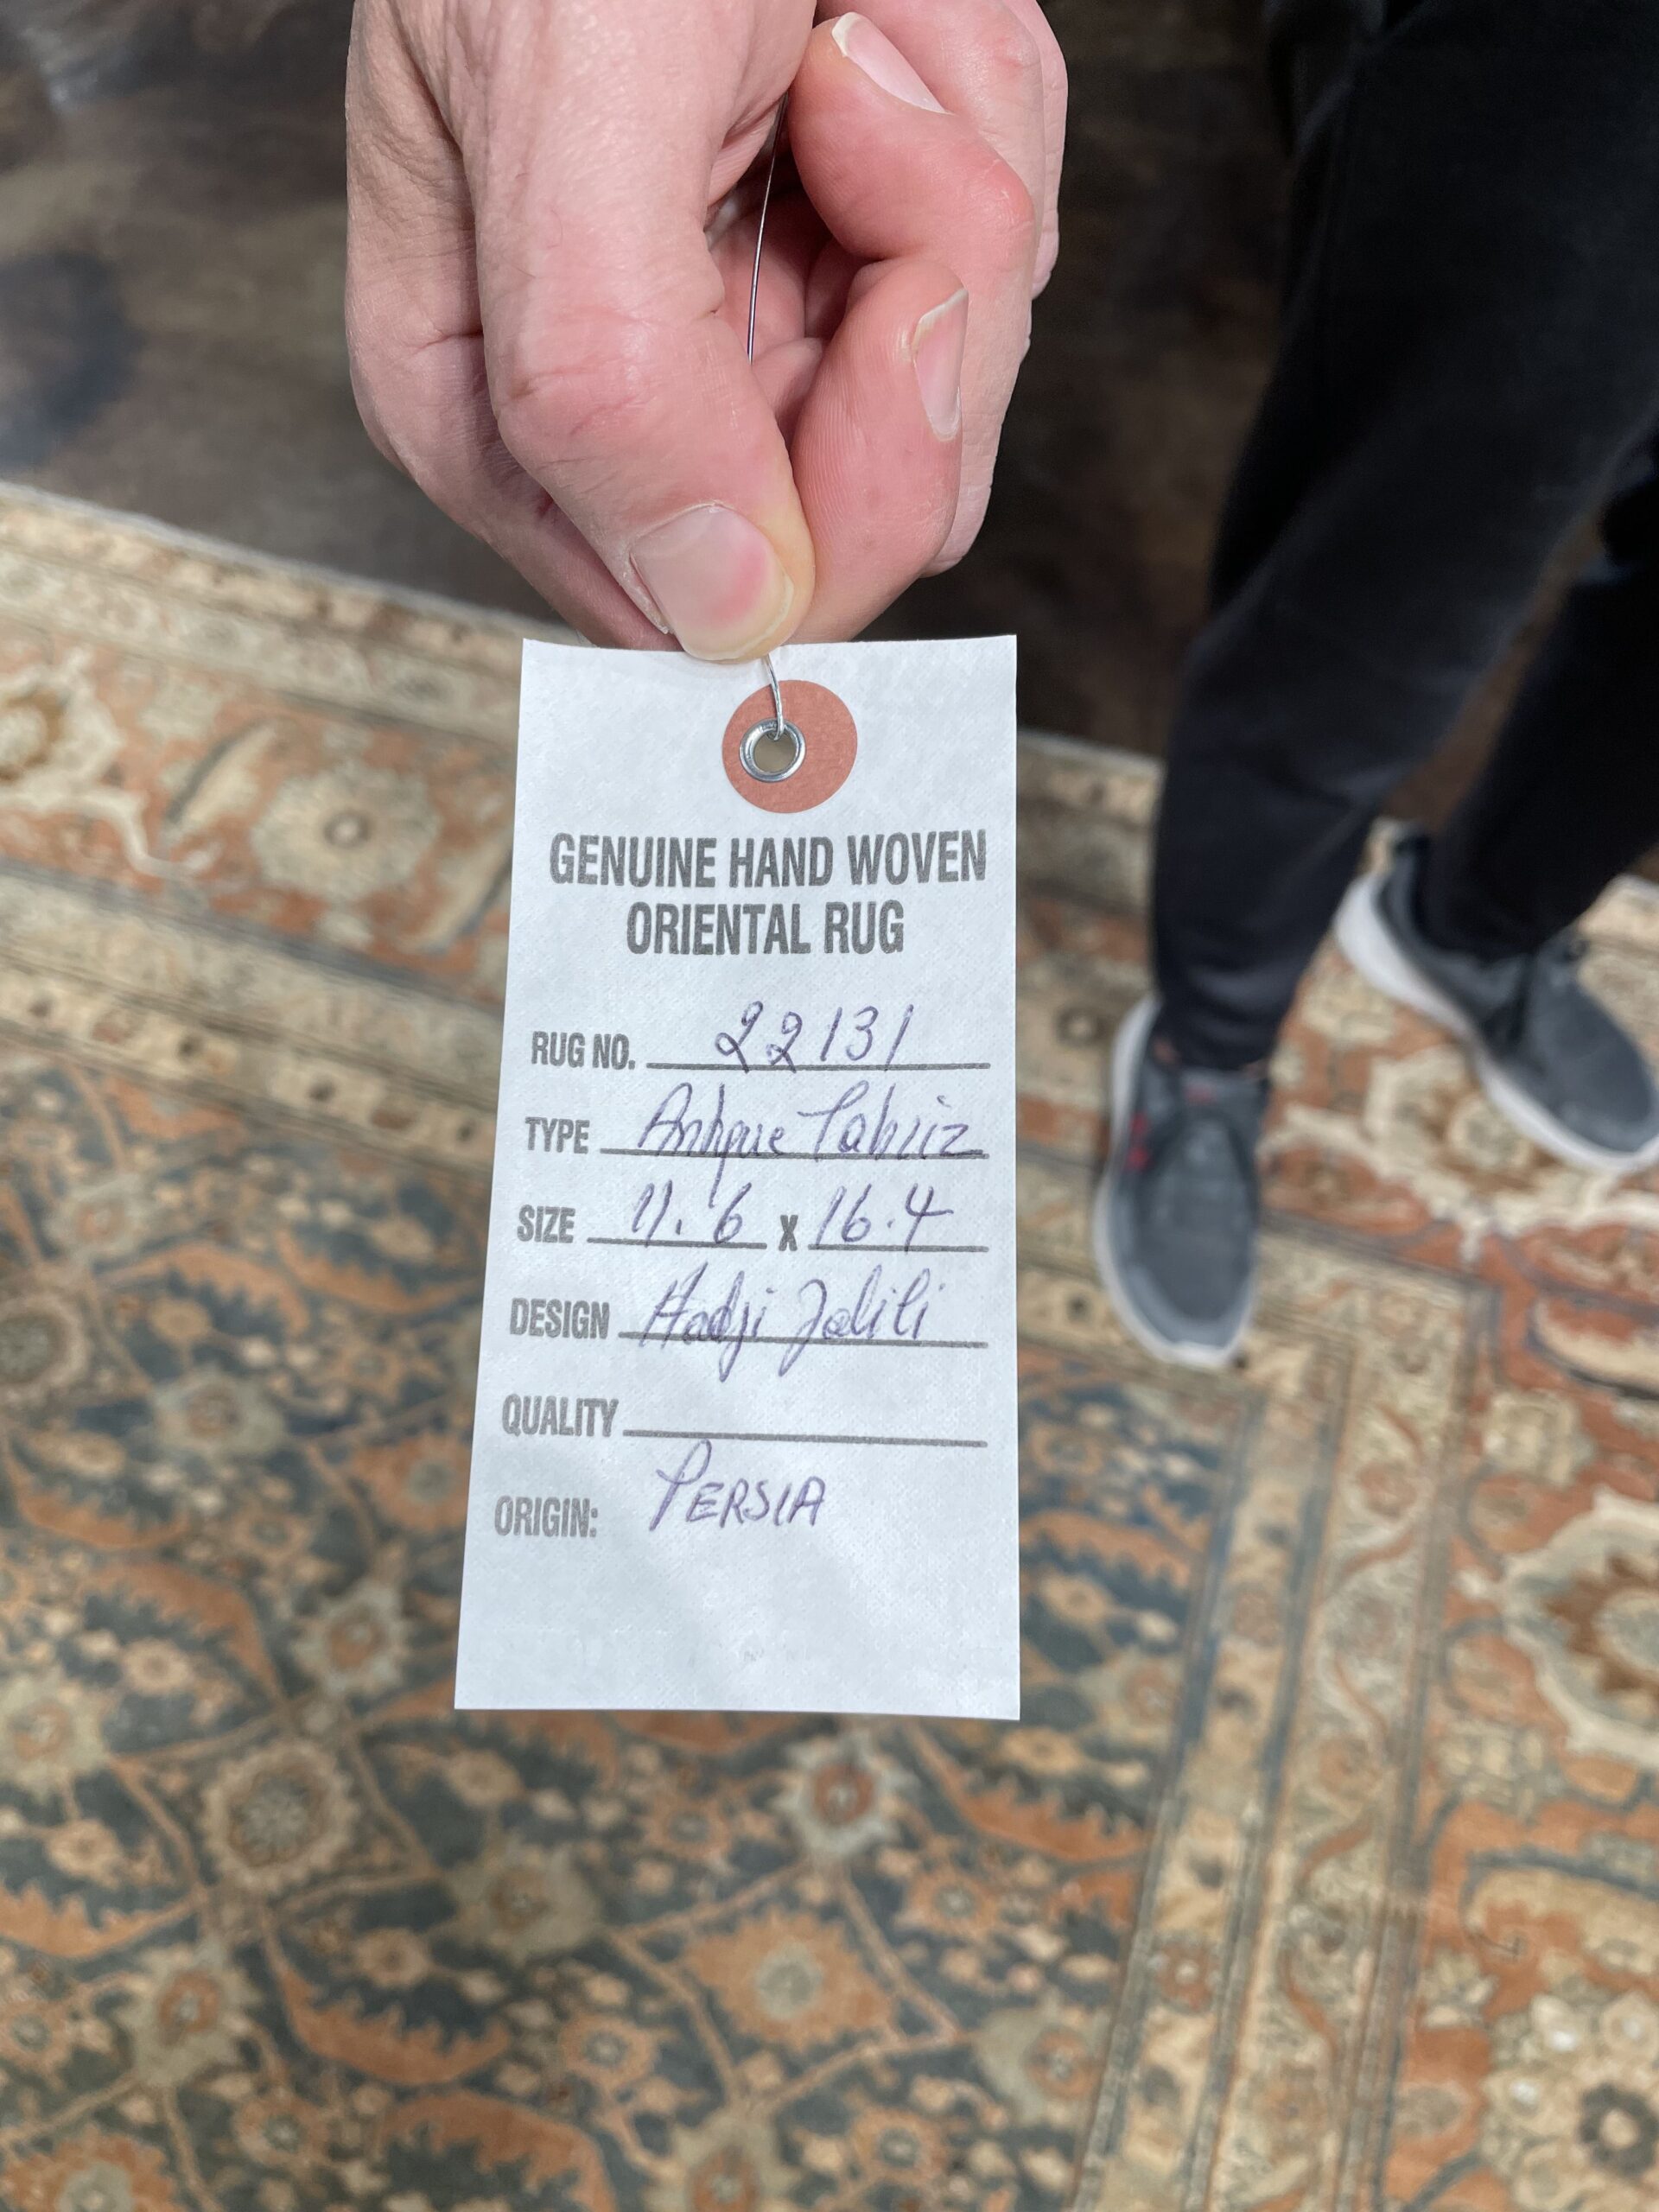 GENUINE HAND WOVEN
ORIENTAL RUG
RUG NO. 22131
TYPE Antique Tabriz
SIZE 11.6 x 16.4
DESIGN Hadji Jalili
QUALITY
ORIGIN: PERSIA